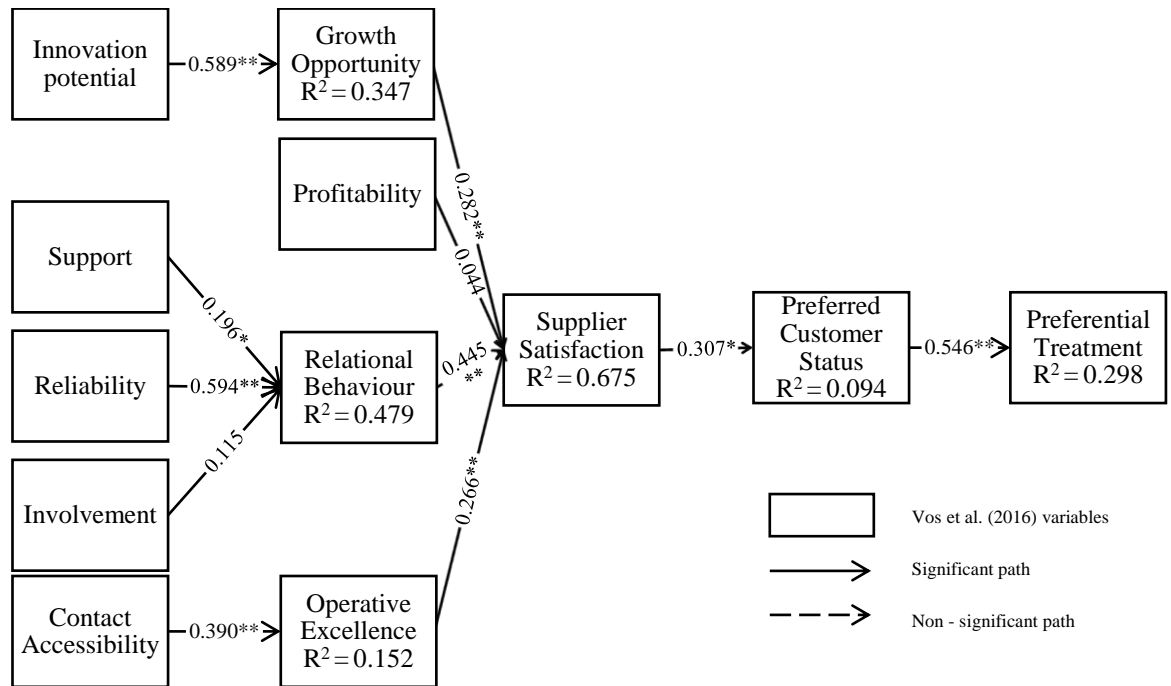 Innovation
potential
0.589**
Growth
Opportunity
R² = 0.347
Profitability
0.282**
0.044
Support
0.196*
Reliability
0.594**
Involvement
0.115
Relational
Behaviour
R² = 0.479
0.445
**
Contact
Accessibility
0.390**
Operative
Excellence
R² = 0.152
0.266**
Supplier
Satisfaction
R² = 0.675
0.307*
Preferred
Customer
Status
R² = 0.094
0.546**
Preferential
Treatment
R² = 0.298
Vos et al. (2016) variables
Significant path
Non - significant path